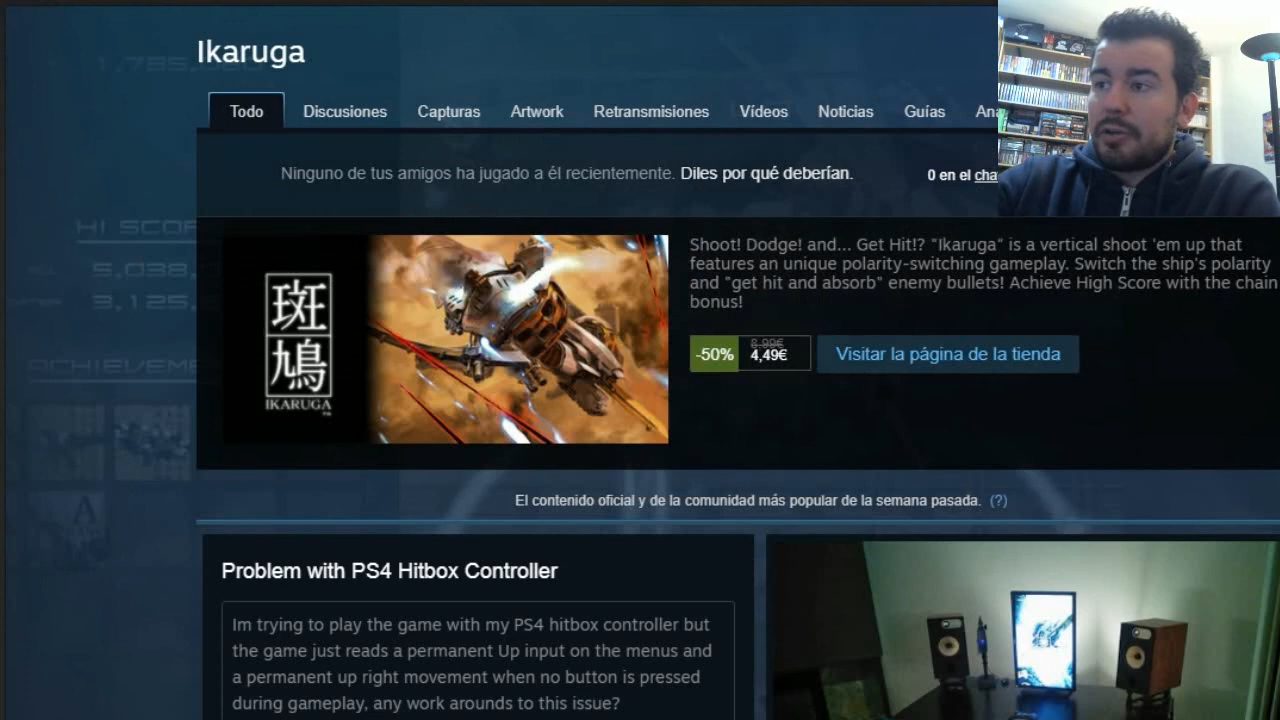 Ikaruga
Todo Discusiones Capturas Artwork Retransmisiones Vídeos Noticias Guías
Ninguno de tus amigos ha jugado a él recientemente. Diles por qué deberían.
0 en el
HI SCOR
5,038,
3,125,
ACHIEVEME
斑
鳩
IKARUGA
Shoot! Dodge! and... Get Hit!? "Ikaruga" is a vertical shoot 'em up that
features an unique polarity-switching gameplay. Switch the ship's polarity
and "get hit and absorb" enemy bullets! Achieve High Score with the chain
bonus!
-50% 8,99€
4,49€
Visitar la página de la tienda
El contenido oficial y de la comunidad más popular de la semana pasada. (?)
Problem with PS4 Hitbox Controller
Im trying to play the game with my PS4 hitbox controller but
the game just reads a permanent Up input on the menus and
a permanent up right movement when no button is pressed
during gameplay, any work arounds to this issue?